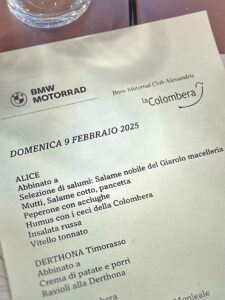 BMW
MOTORRAD
Bmw Motorrad Club Alessandria
la Colombera
DOMENICA 9 FEBBRAIO 2025
ALICE
Abbinato a
Selezione di salumi: Salame nobile del Giarolo macelleria
Mutti, Salame cotto, pancetta
Peperone con acciughe
Humus con i ceci della Colombera
Insalata russa
Vitello tonnato
DERTHONA Timorasso
Abbinato a
Crema di patate e porri
Ravioli alla Derthona
Colombera
Monleale